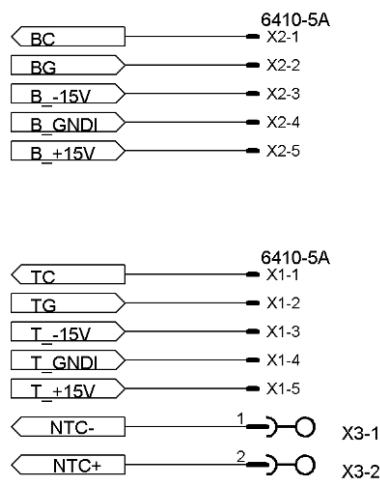 6410-5A
BC X2-1
BG X2-2
B_-15V X2-3
B_GNDI X2-4
B_+15V X2-5
6410-5A
TC X1-1
TG X1-2
T_-15V X1-3
T_GNDI X1-4
T_+15V X1-5
NTC- 1 X3-1
NTC+ 2 X3-2